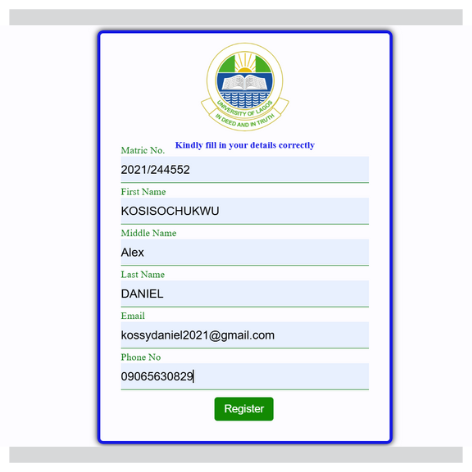 UNIVERSITY OF LAGOS
IN DEED AND IN TRUTH
Kindly fill in your details correctly
Matric No.
2021/244552
First Name
KOSISOCHUKWU
Middle Name
Alex
Last Name
DANIEL
Email
kossydaniel2021@gmail.com
Phone No
09065630829
Register